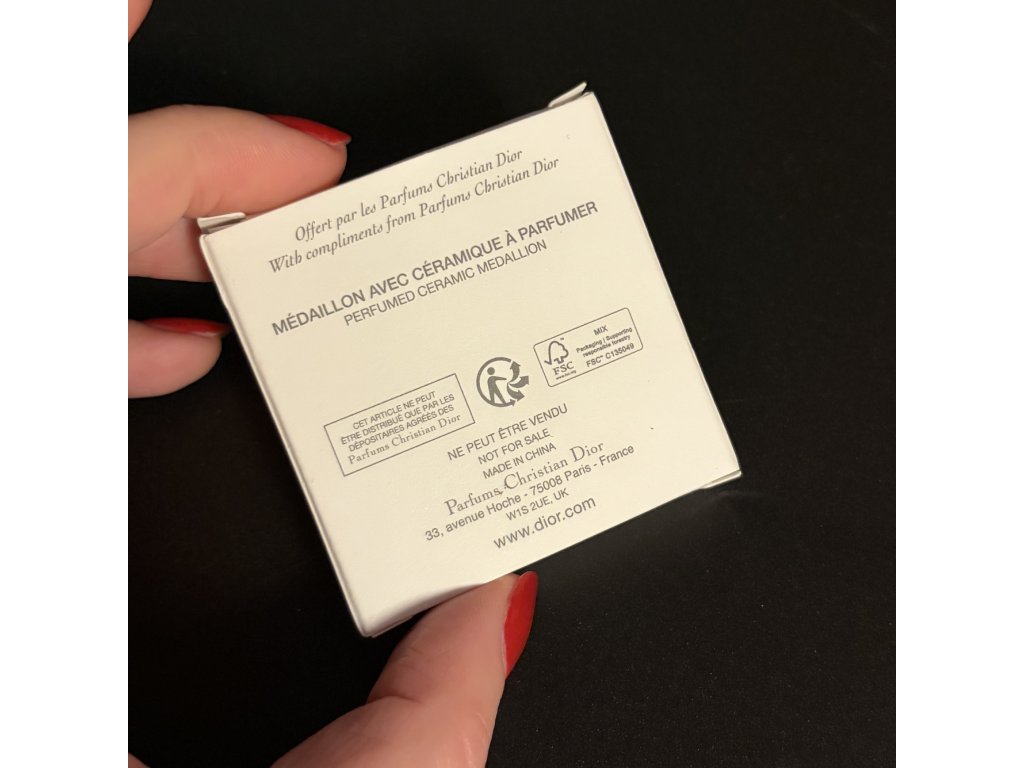 Offert par les Parfums Christian Dior
With compliments from Parfums Christian Dior
MÉDAILLON AVEC CÉRAMIQUE À PARFUMER
PERFUMED CERAMIC MEDALLION
CET ARTICLE NE PEUT
ÊTRE DISTRIBUÉ QUE PAR LES
DÉPOSITAIRES AGRÉÉS DES
Parfums Christian Dior
FSC
www.fsc.org
MIX
Packaging | Supporting
responsible forestry
FSC™ C135049
NE PEUT ÊTRE VENDU
NOT FOR SALE
MADE IN CHINA
Parfums Christian Dior
33, avenue Hoche - 75008 Paris - France
W1S 2UE, UK
www.dior.com